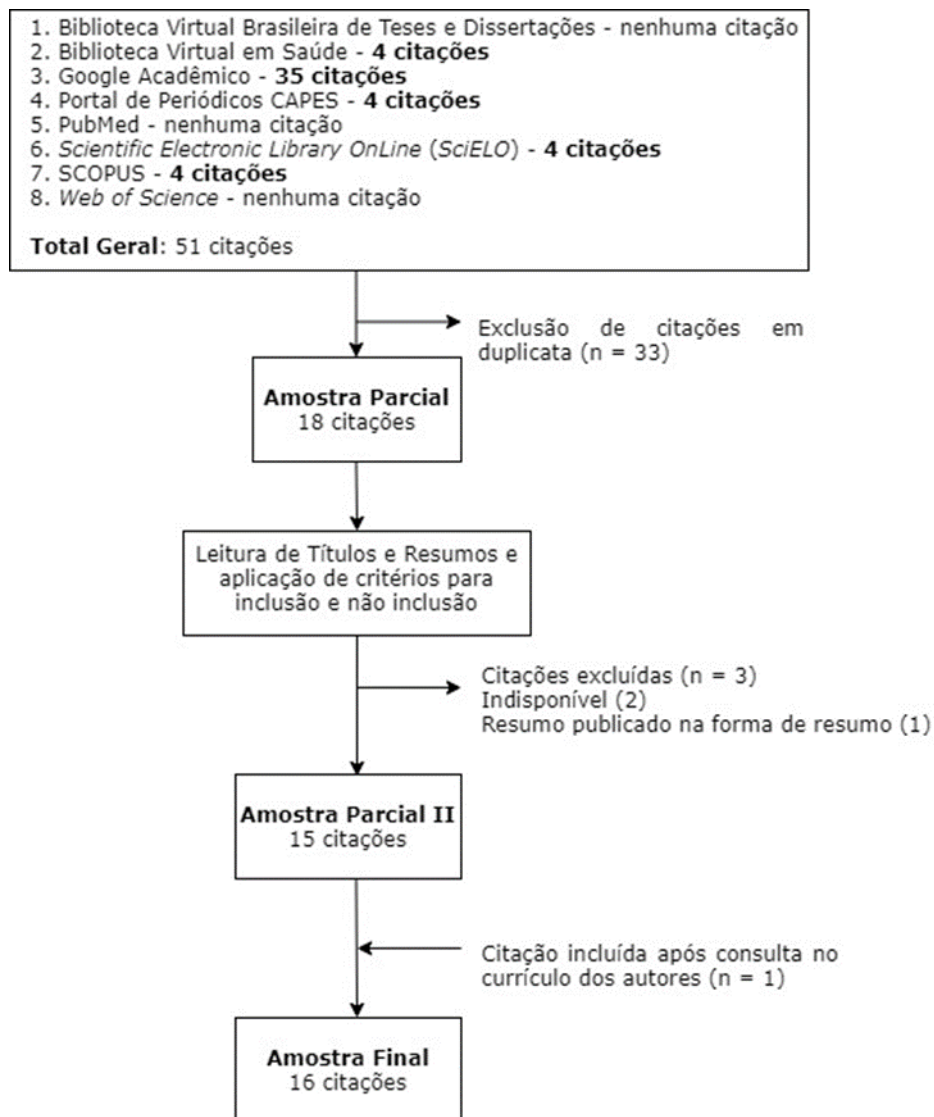 1. Biblioteca Virtual Brasileira de Teses e Dissertações - nenhuma citação
2. Biblioteca Virtual em Saúde - 4 citações
3. Google Acadêmico - 35 citações
4. Portal de Periódicos CAPES - 4 citações
5. PubMed - nenhuma citação
6. Scientific Electronic Library OnLine (SciELO) - 4 citações
7. SCOPUS - 4 citações
8. Web of Science - nenhuma citação
Total Geral: 51 citações
Exclusão de citações em
duplicata (n = 33)
Amostra Parcial
18 citações
Leitura de Títulos e Resumos e
aplicação de critérios para
inclusão e não inclusão
Citações excluídas (n = 3)
Indisponível (2)
Resumo publicado na forma de resumo (1)
Amostra Parcial II
15 citações
Citação incluída após consulta no
currículo dos autores (n = 1)
Amostra Final
16 citações